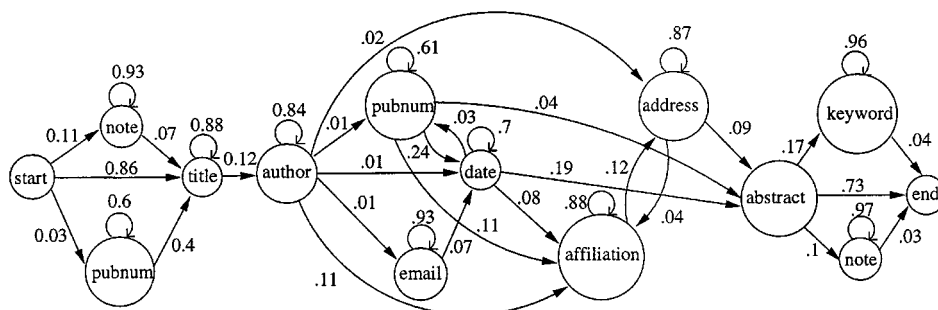 .87
.02
.61
.96
0.93
pubnum
address
keyword
0.88
0.84
.04
note
.03
.7
.09
0.11
.07
.01
.17
.04
.24
0.86
0.12
.01
.19
.12
.73
start
title
author
date
abstract
end
0.6
.01
.08
.88
.04
.97
0.03
0.4
.93
.07
.11
affiliation
.1
note
.03
pubnum
email
.11